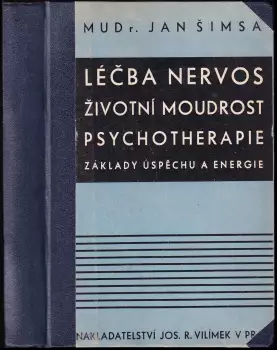 MUDr. JAN ŠIMSA
LÉČBA NERVOS
ŽIVOTNÍ MOUDROST
PSYCHOTHERAPIE
ZÁKLADY ÚSPĚCHU A ENERGIE
NAKLADATELSTVÍ JOS. R. VILÍMEK V PR